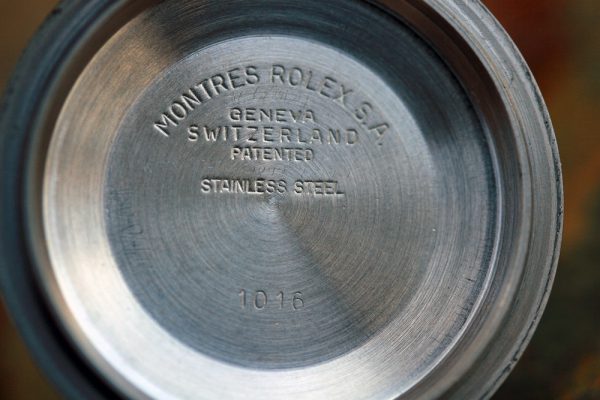 MONTRES ROLEX S.A.
GENEVA
SWITZERLAND
PATENTED
STAINLESS STEEL
1016